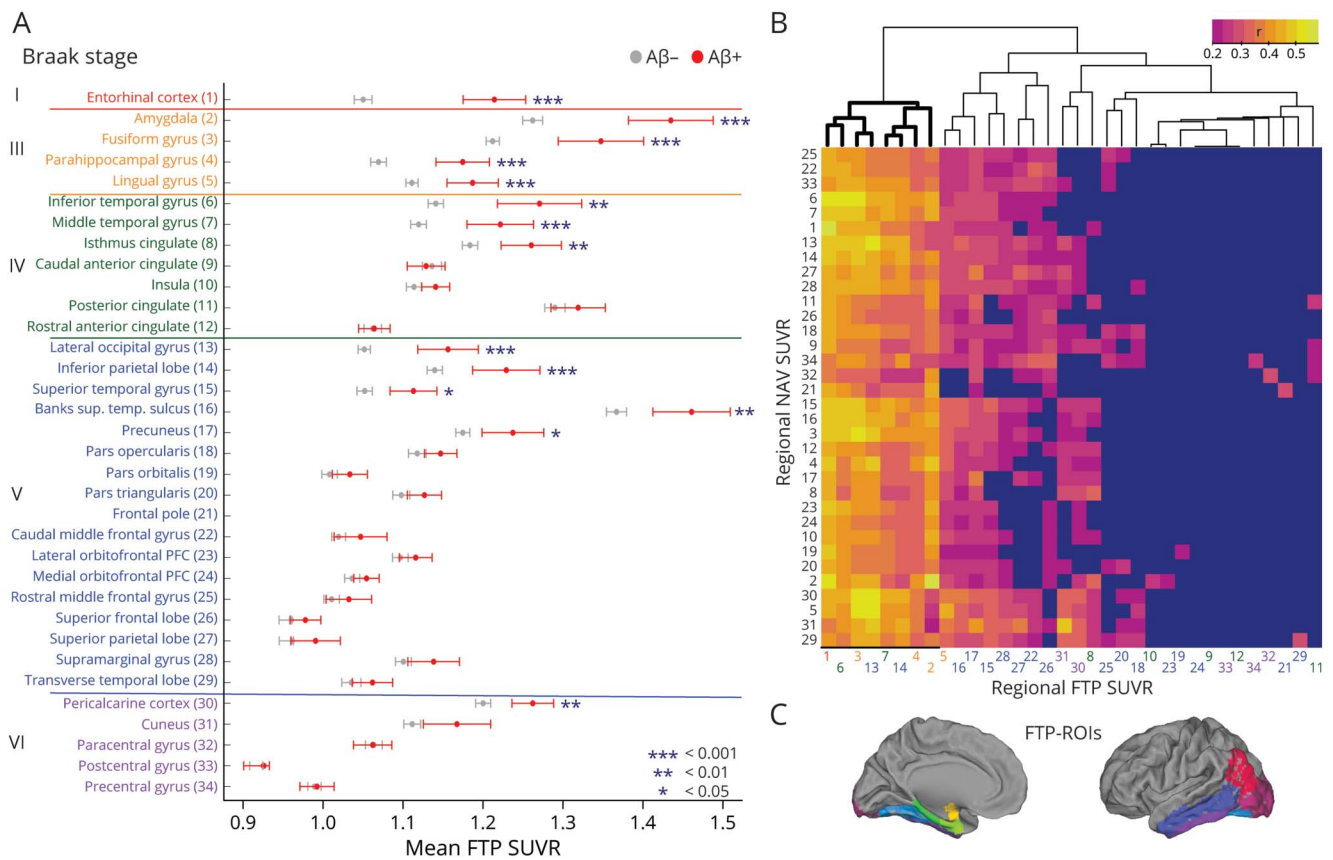 A
Braak stage
Aβ– Aβ+
I
Entorhinal cortex (1) ***
Amygdala (2) ***
Fusiform gyrus (3) ***
III
Parahippocampal gyrus (4) ***
Lingual gyrus (5) ***
Inferior temporal gyrus (6) **
Middle temporal gyrus (7) ***
Isthmus cingulate (8) **
IV
Caudal anterior cingulate (9)
Insula (10)
Posterior cingulate (11)
Rostral anterior cingulate (12)
Lateral occipital gyrus (13) ***
Inferior parietal lobe (14) ***
Superior temporal gyrus (15) *
Banks sup. temp. sulcus (16) **
Precuneus (17) *
Pars opercularis (18)
Pars orbitalis (19)
V
Pars triangularis (20)
Frontal pole (21)
Caudal middle frontal gyrus (22)
Lateral orbitofrontal PFC (23)
Medial orbitofrontal PFC (24)
Rostral middle frontal gyrus (25)
Superior frontal lobe (26)
Superior parietal lobe (27)
Supramarginal gyrus (28)
Transverse temporal lobe (29)
Pericalcarine cortex (30) **
Cuneus (31)
VI
Paracentral gyrus (32)
Postcentral gyrus (33)
Precentral gyrus (34)
*** < 0.001
** < 0.01
* < 0.05
0.9 1.0 1.1 1.2 1.3 1.4 1.5
Mean FTP SUVR
B
r
0.2 0.3 0.4 0.5
25
22
33
6
7
1
13
14
27
28
11
26
18
9
34
32
21
15
16
3
12
4
17
8
23
24
10
19
20
2
30
5
31
29
Regional NAV SUVR
1 3 7 4 5 17 28 22 31 8 20 10 19 9 12 32 29
6 13 14 2 16 15 27 26 30 25 18 23 24 33 34 21 11
Regional FTP SUVR
C
FTP-ROIs